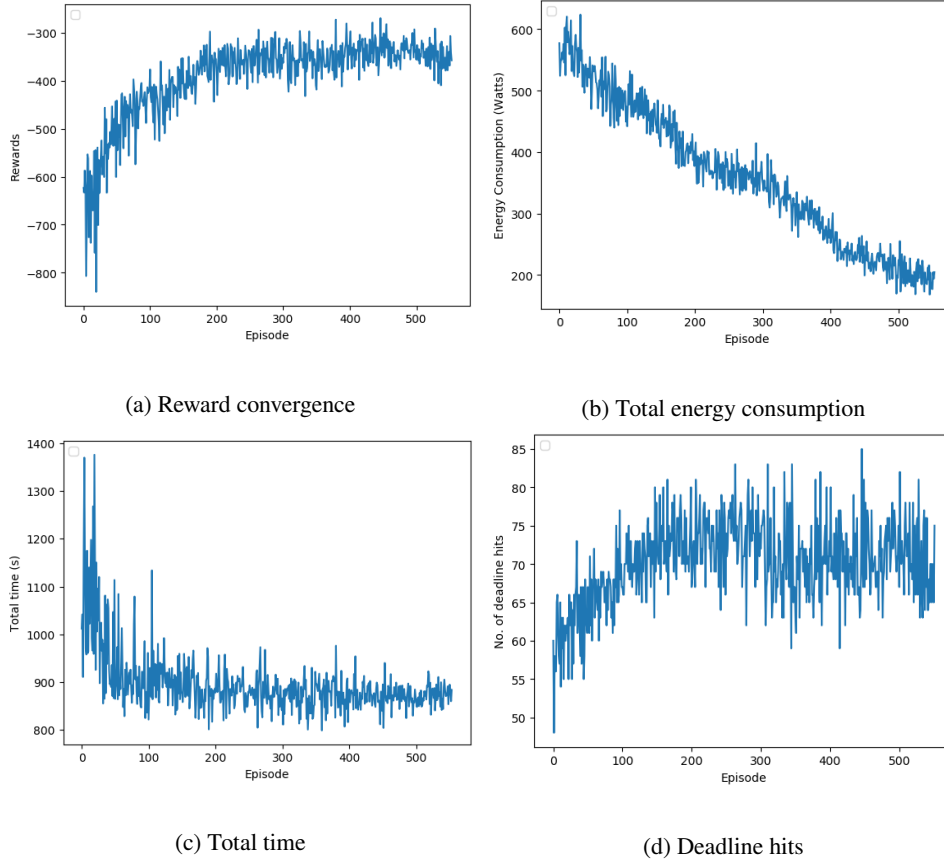 −300
−400
−500
−600
−700
−800
Rewards
0 100 200 300 400 500
Episode
(a) Reward convergence
600
500
400
300
200
Energy Consumption (Watts)
0 100 200 300 400 500
Episode
(b) Total energy consumption
1400
1300
1200
1100
1000
900
800
Total time (s)
0 100 200 300 400 500
Episode
(c) Total time
85
80
75
70
65
60
55
50
No. of deadline hits
0 100 200 300 400 500
Episode
(d) Deadline hits